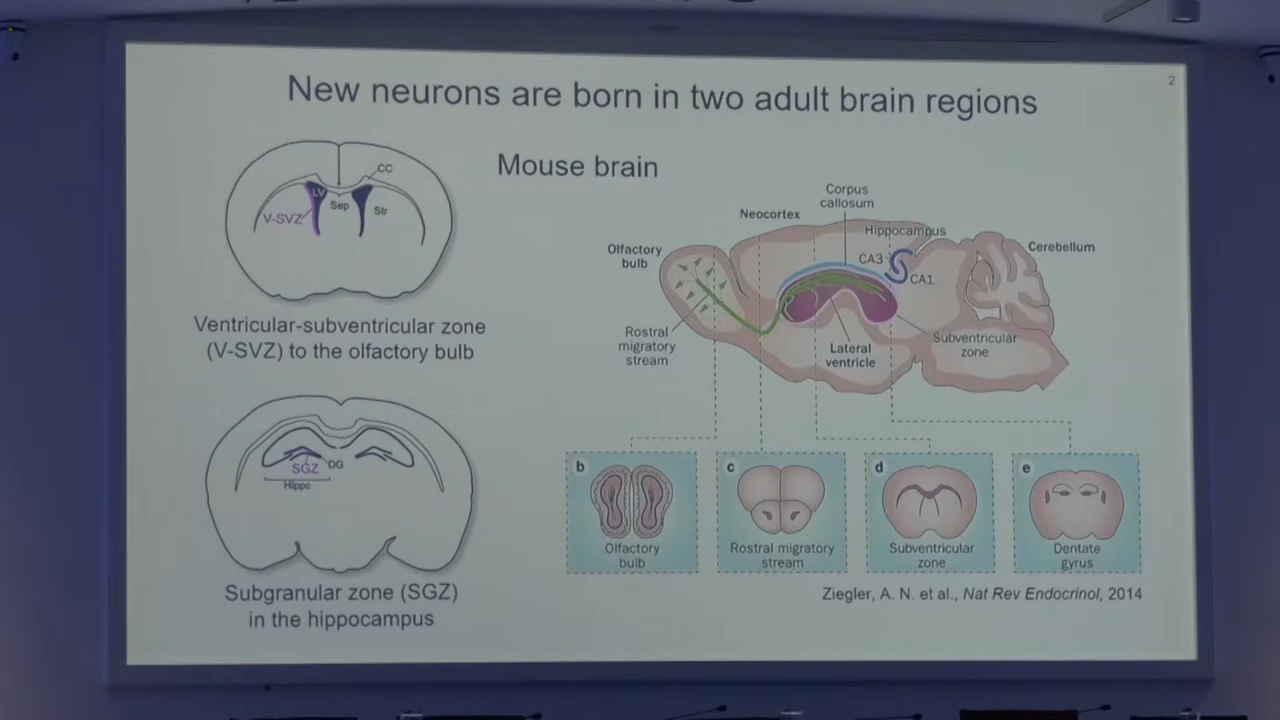 2
New neurons are born in two adult brain regions
Mouse brain
CC
LV
Sep
V-SVZ
Str
Ventricular-subventricular zone
(V-SVZ) to the olfactory bulb
SGZ
DG
Hippc
Subgranular zone (SGZ)
in the hippocampus
Corpus
callosum
Neocortex
Hippocampus
Olfactory
bulb
Cerebellum
CA3
CA1
Rostral
migratory
stream
Lateral
ventricle
Subventricular
zone
b
Olfactory
bulb
c
Rostral migratory
stream
d
Subventricular
zone
e
Dentate
gyrus
Ziegler, A. N. et al., Nat Rev Endocrinol, 2014